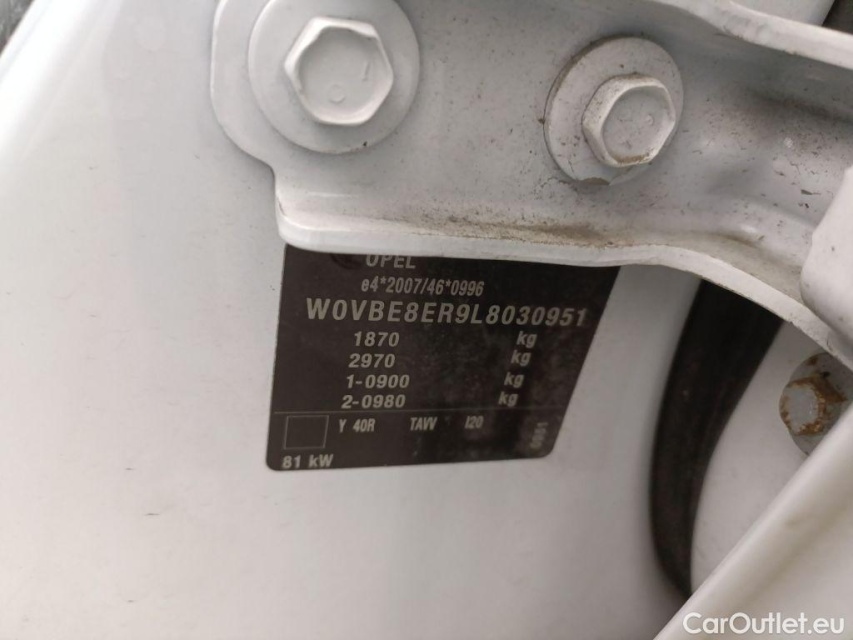 OPEL
e4*2007/46*0996
W0VBE8ER9L8030951
1870 kg
2970 kg
1-0900 kg
2-0980 kg
Y 40R TAVV I20
81 kW
CarOutlet.eu